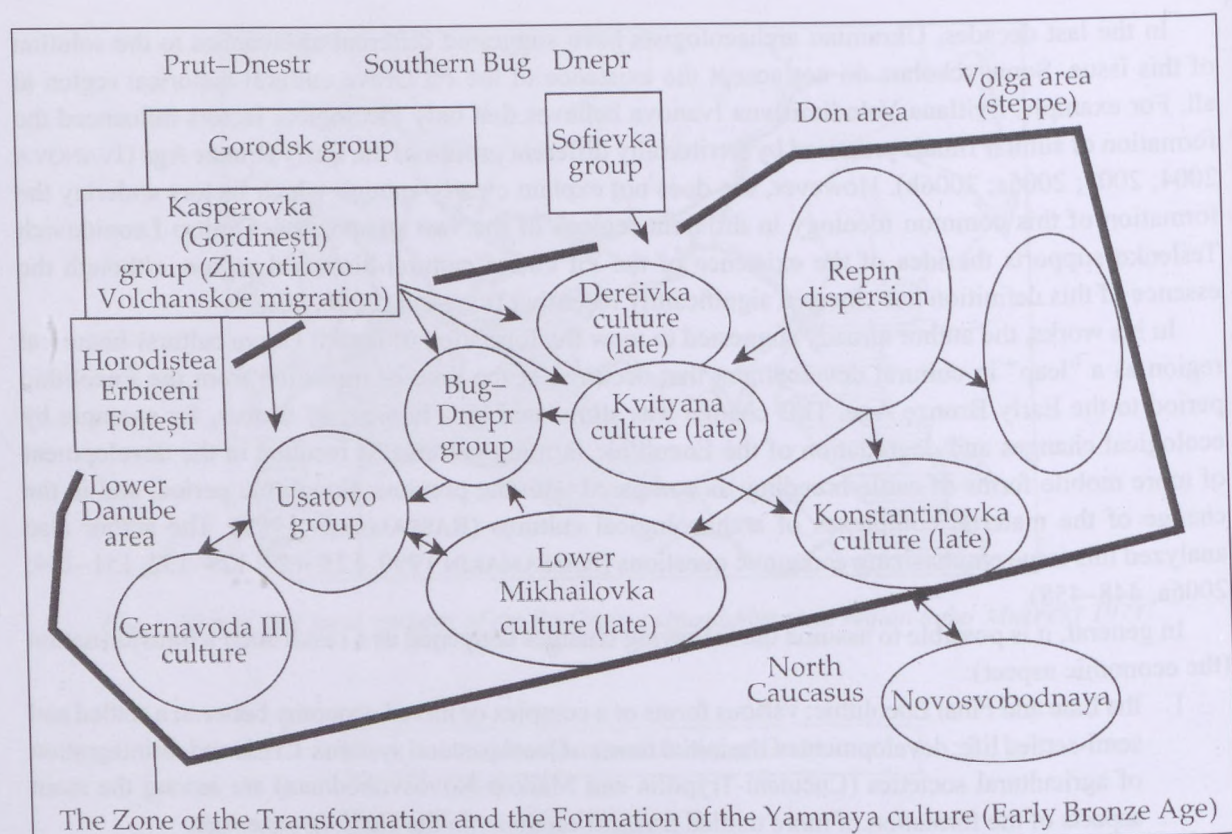 Prut–Dnestr
Southern Bug
Dnepr
Volga area
(steppe)
Don area
Gorodsk group
Sofievka
group
Kasperovka
(Gordineşti)
group (Zhivotilovo-
Volchanskoe migration)
Repin
dispersion
Dereivka
culture
(late)
Horodiştea
Erbiceni
Folteşti
Bug–
Dnepr
group
Kvityana
culture (late)
Lower
Danube
area
Usatovo
group
Konstantinovka
culture (late)
Lower
Mikhailovka
culture (late)
Cernavoda III
culture
North
Caucasus
Novosvobodnaya
The Zone of the Transformation and the Formation of the Yamnaya culture (Early Bronze Age)